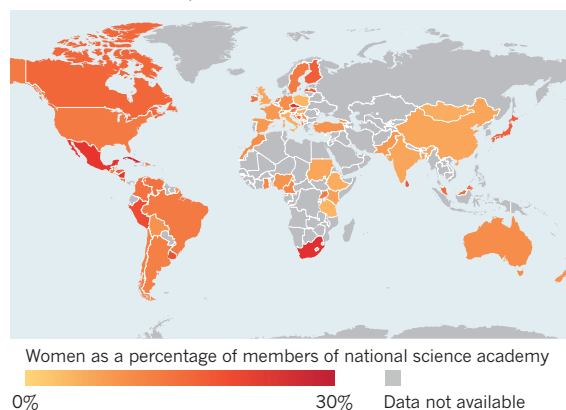 Women as a percentage of members of national science academy
0% 30% Data not available